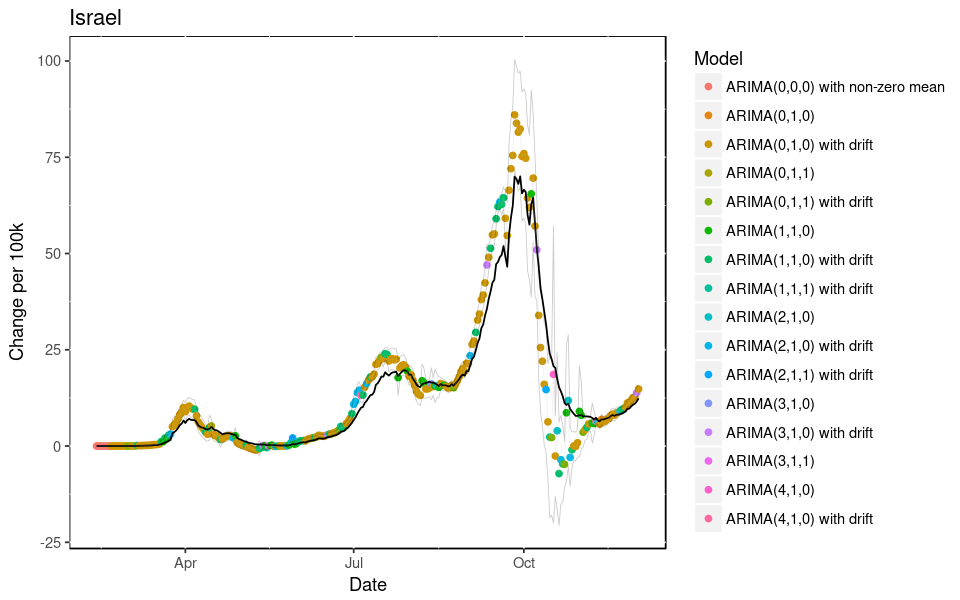 Israel
Change per 100k
100
75
50
25
0
-25
Apr
Jul
Oct
Date
Model
ARIMA(0,0,0) with non-zero mean
ARIMA(0,1,0)
ARIMA(0,1,0) with drift
ARIMA(0,1,1)
ARIMA(0,1,1) with drift
ARIMA(1,1,0)
ARIMA(1,1,0) with drift
ARIMA(1,1,1) with drift
ARIMA(2,1,0)
ARIMA(2,1,0) with drift
ARIMA(2,1,1) with drift
ARIMA(3,1,0)
ARIMA(3,1,0) with drift
ARIMA(3,1,1)
ARIMA(4,1,0)
ARIMA(4,1,0) with drift